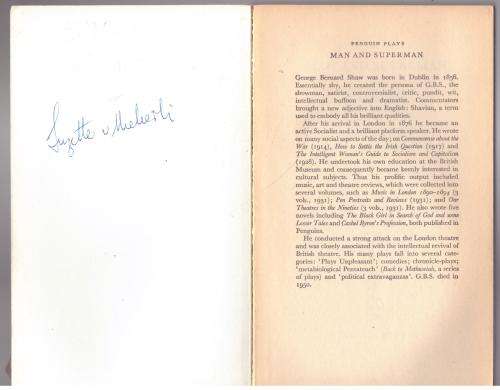 Suzette
PENGUIN PLAYS
MAN AND SUPERMAN
George Bernard Shaw was born in Dublin in 1856.
Essentially shy, he created the persona of G.B.S., the
showman, satirist, controversialist, critic, pundit, wit,
intellectual buffoon and dramatist. Commentators
brought a new adjective into English: Shavian, a term
used to embody all his brilliant qualities.
After his arrival in London in 1876 he became an
active Socialist and a brilliant platform speaker. He wrote
on many social aspects of the day; on Commonsense about the
War (1914), How to Settle the Irish Question (1917) and
The Intelligent Woman's Guide to Socialism and Capitalism
(1928). He undertook his own education at the British
Museum and consequently became keenly interested in
cultural subjects. Thus his prolific output included
music, art and theatre reviews, which were collected into
several volumes, such as Music In London 1890-1894 (3
vols., 1931); Pen Portraits and Reviews (1931); and Our
Theatres in the Nineties (3 vols., 1931). He also wrote five
novels including The Black Girl in Search of God and some
Lesser Tales and Cashel Byron's Profession, both published in
Penguins.
He conducted a strong attack on the London theatre
and was closely associated with the intellectual revival of
British theatre. His many plays fall into several cate-
gories: 'Plays Unpleasant'; comedies; chronicle-plays;
'metabiological Pentateuch' (Back to Methuselah, a series
of plays) and 'political extravaganzas'. G.B.S. died in
1950.